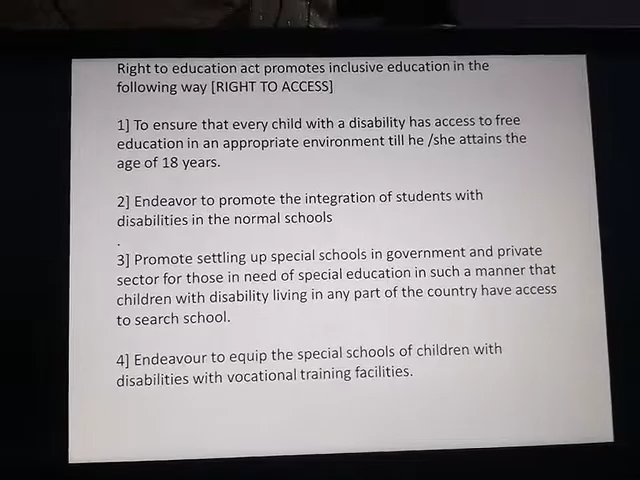 Right to education act promotes inclusive education in the
following way [RIGHT TO ACCESS]
1] To ensure that every child with a disability has access to free
education in an appropriate environment till he /she attains the
age of 18 years.
2] Endeavor to promote the integration of students with
disabilities in the normal schools
.
3] Promote settling up special schools in government and private
sector for those in need of special education in such a manner that
children with disability living in any part of the country have access
to search school.
4] Endeavour to equip the special schools of children with
disabilities with vocational training facilities.